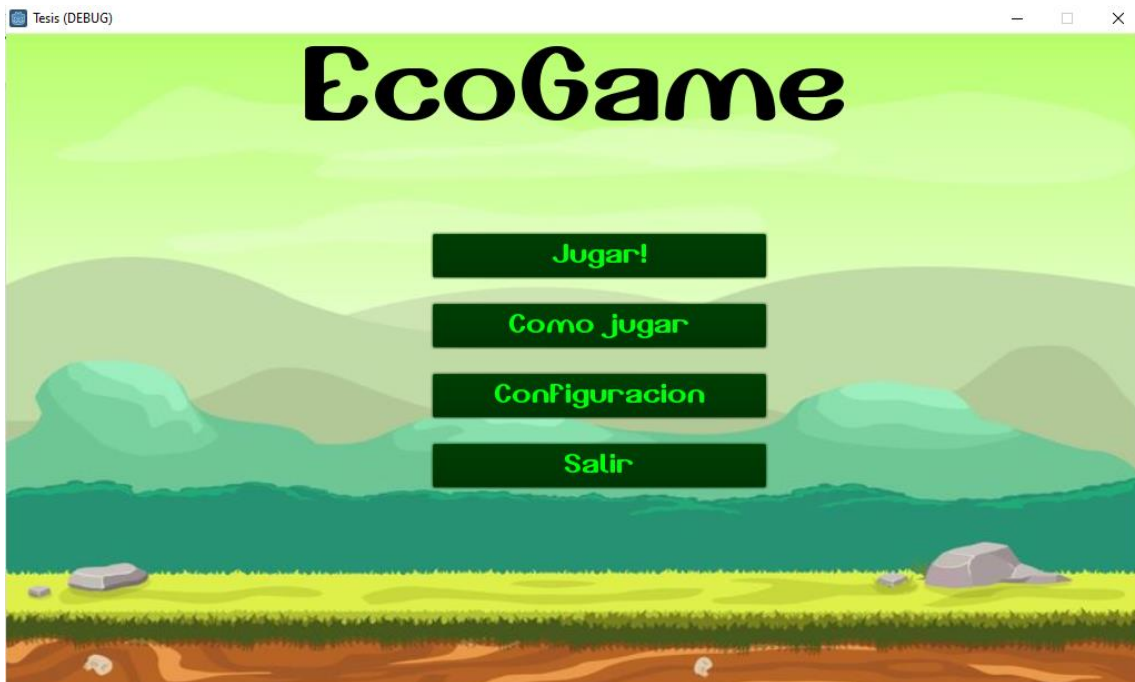 Tesis (DEBUG)
EcoGame
Jugar!
Como jugar
Configuracion
Salir